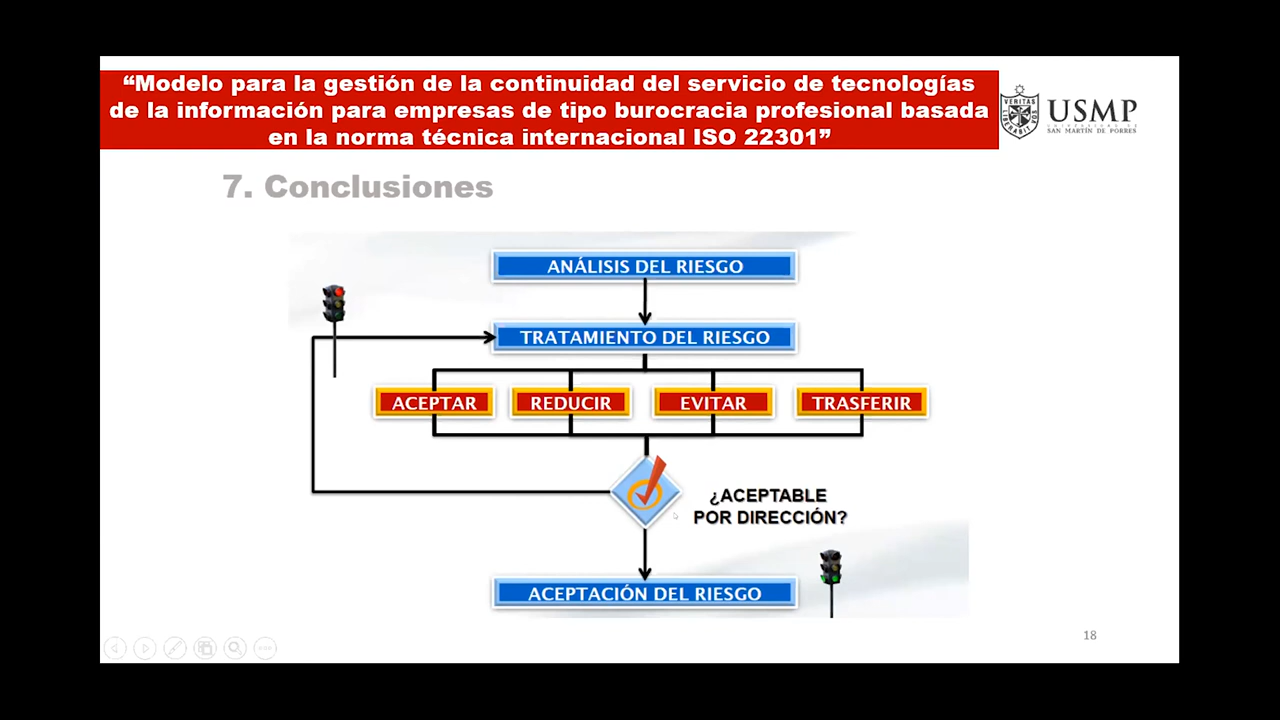 “Modelo para la gestión de la continuidad del servicio de tecnologías
de la información para empresas de tipo burocracia profesional basada
en la norma técnica internacional ISO 22301”
USMP
SAN MARTÍN DE PORRES
7. Conclusiones
ANÁLISIS DEL RIESGO
TRATAMIENTO DEL RIESGO
ACEPTAR
REDUCIR
EVITAR
TRASFERIR
¿ACEPTABLE
POR DIRECCIÓN?
ACEPTACIÓN DEL RIESGO
18